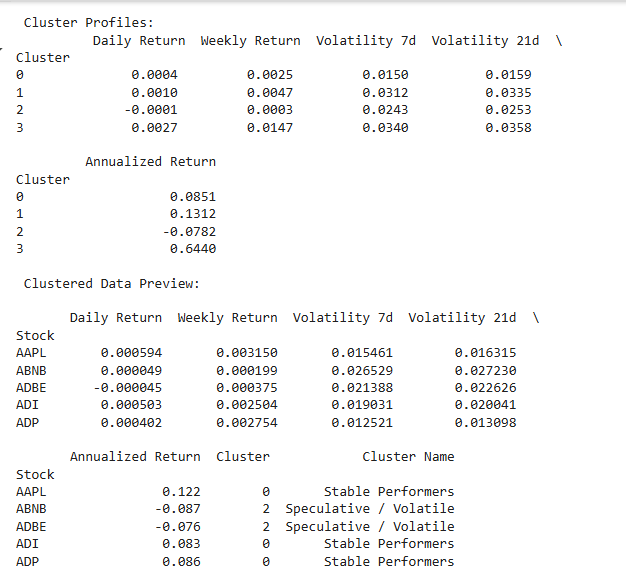 Cluster Profiles:
Daily Return Weekly Return Volatility 7d Volatility 21d \
Cluster
0 0.0004 0.0025 0.0150 0.0159
1 0.0010 0.0047 0.0312 0.0335
2 -0.0001 0.0003 0.0243 0.0253
3 0.0027 0.0147 0.0340 0.0358
Annualized Return
Cluster
0 0.0851
1 0.1312
2 -0.0782
3 0.6440
Clustered Data Preview:
Daily Return Weekly Return Volatility 7d Volatility 21d \
Stock
AAPL 0.000594 0.003150 0.015461 0.016315
ABNB 0.000049 0.000199 0.026529 0.027230
ADBE -0.000045 0.000375 0.021388 0.022626
ADI 0.000503 0.002504 0.019031 0.020041
ADP 0.000402 0.002754 0.012521 0.013098
Annualized Return Cluster Cluster Name
Stock
AAPL 0.122 0 Stable Performers
ABNB -0.087 2 Speculative / Volatile
ADBE -0.076 2 Speculative / Volatile
ADI 0.083 0 Stable Performers
ADP 0.086 0 Stable Performers